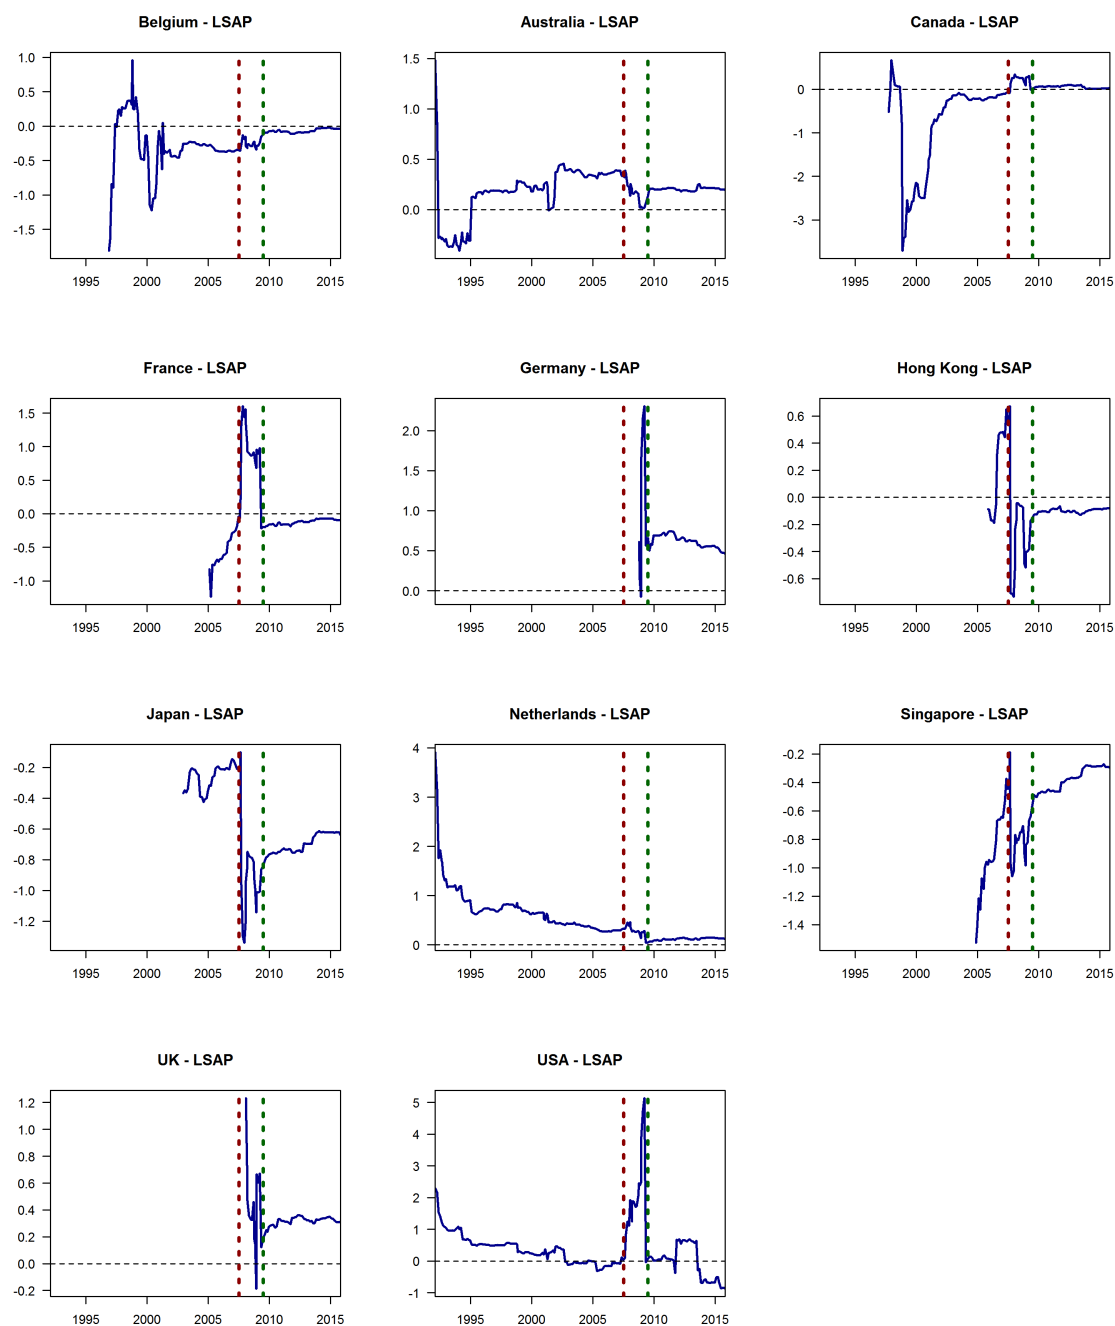 Belgium - LSAP
1.0
0.5
0.0
-0.5
-1.0
-1.5
1995 2000 2005 2010 2015
Australia - LSAP
1.5
1.0
0.5
0.0
1995 2000 2005 2010 2015
Canada - LSAP
0
-1
-2
-3
1995 2000 2005 2010 2015
France - LSAP
1.5
1.0
0.5
0.0
-0.5
-1.0
1995 2000 2005 2010 2015
Germany - LSAP
2.0
1.5
1.0
0.5
0.0
1995 2000 2005 2010 2015
Hong Kong - LSAP
0.6
0.4
0.2
0.0
-0.2
-0.4
-0.6
1995 2000 2005 2010 2015
Japan - LSAP
-0.2
-0.4
-0.6
-0.8
-1.0
-1.2
1995 2000 2005 2010 2015
Netherlands - LSAP
4
3
2
1
0
1995 2000 2005 2010 2015
Singapore - LSAP
-0.2
-0.4
-0.6
-0.8
-1.0
-1.2
-1.4
1995 2000 2005 2010 2015
UK - LSAP
1.2
1.0
0.8
0.6
0.4
0.2
0.0
-0.2
1995 2000 2005 2010 2015
USA - LSAP
5
4
3
2
1
0
-1
1995 2000 2005 2010 2015